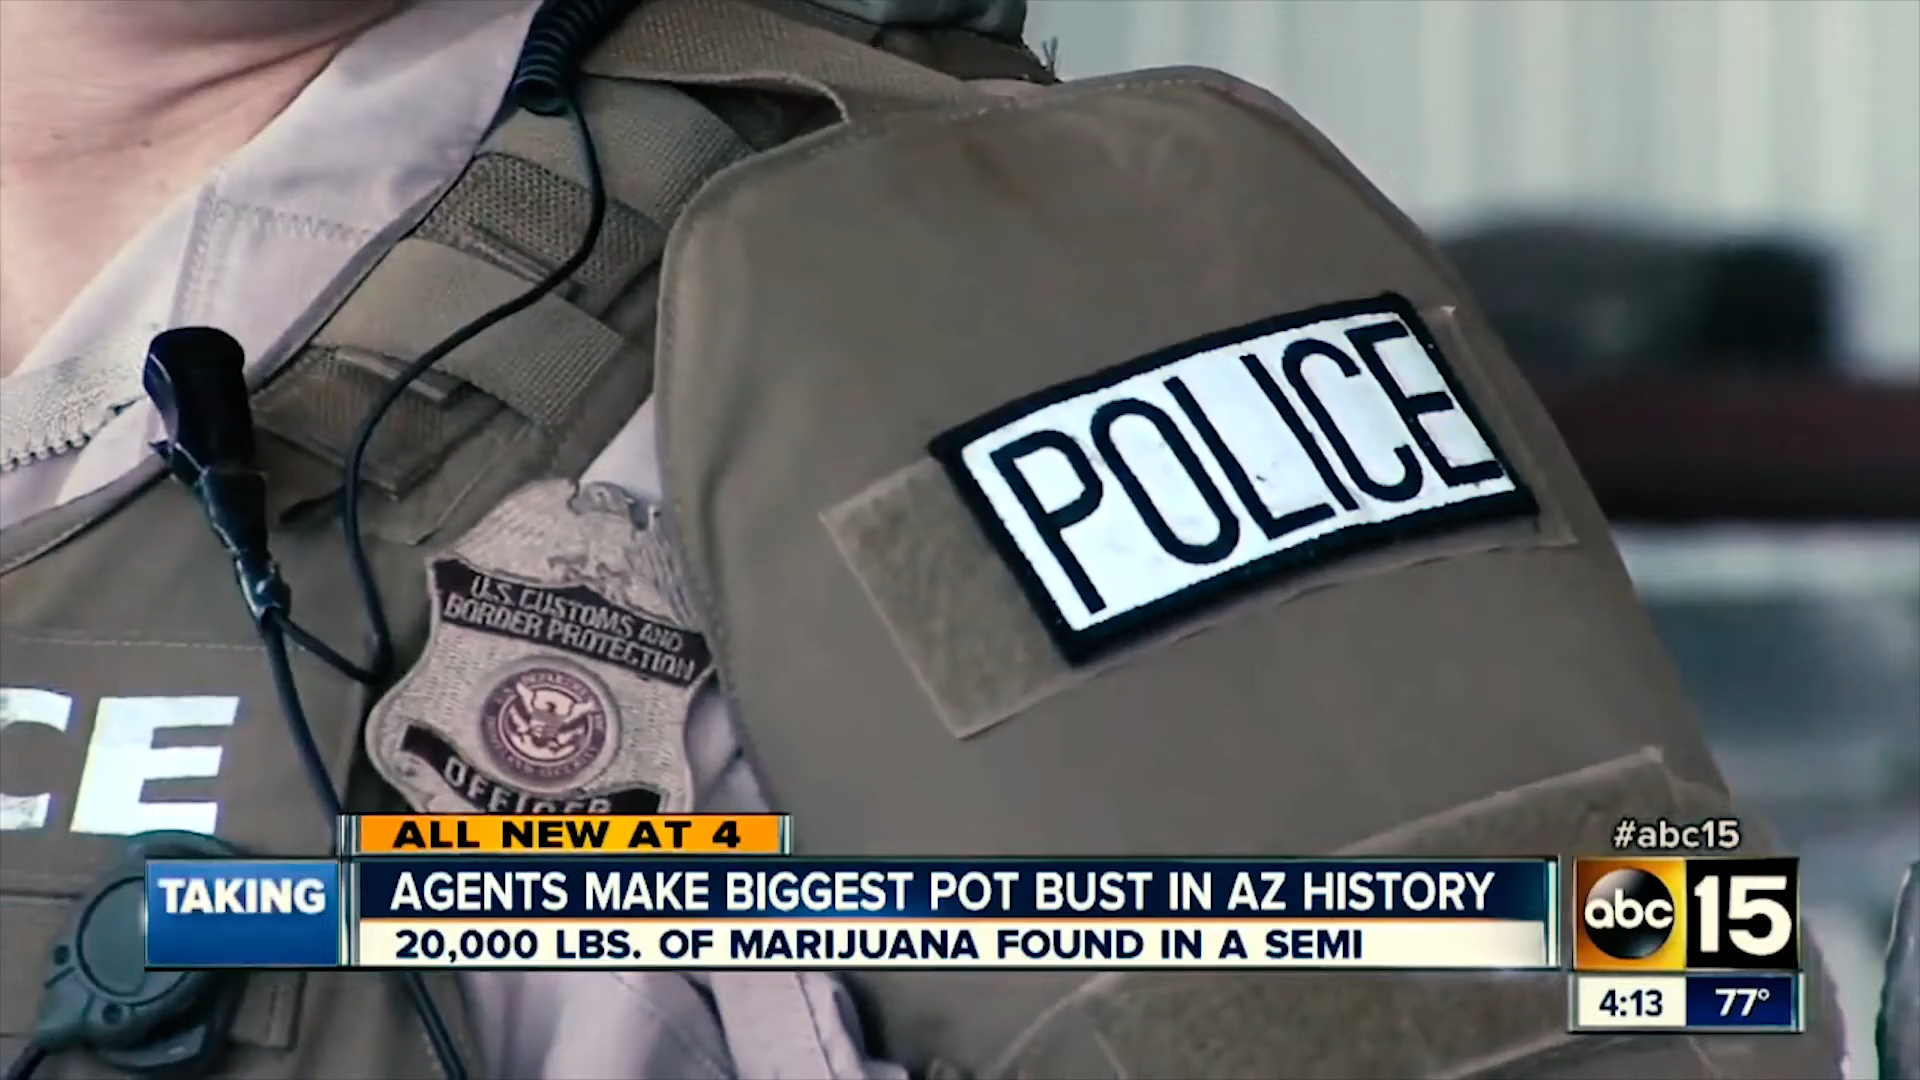 POLICE
U.S. CUSTOMS AND
BORDER PROTECTION
OFFICER
CE
ALL NEW AT 4
#abc15
TAKING
AGENTS MAKE BIGGEST POT BUST IN AZ HISTORY
20,000 LBS. OF MARIJUANA FOUND IN A SEMI
abc 15
4:13 77°